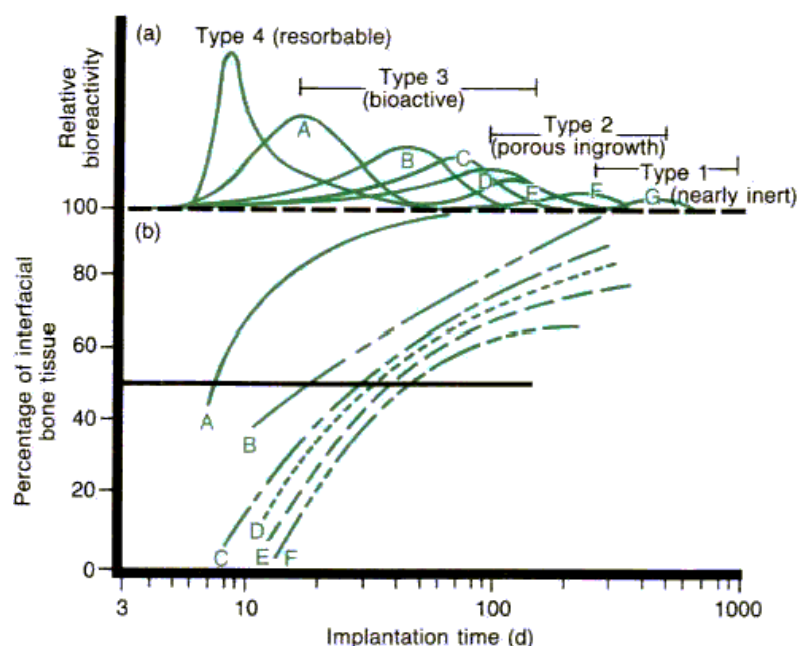 (a)
Type 4 (resorbable)
Type 3
(bioactive)
Type 2
(porous ingrowth)
Type 1
(nearly inert)
Relative
bioreactivity
A
B
C
D
E
F
G
100
(b)
80
60
40
20
0
Percentage of interfacial
bone tissue
A
B
C
D
E
F
3
10
100
1000
Implantation time (d)